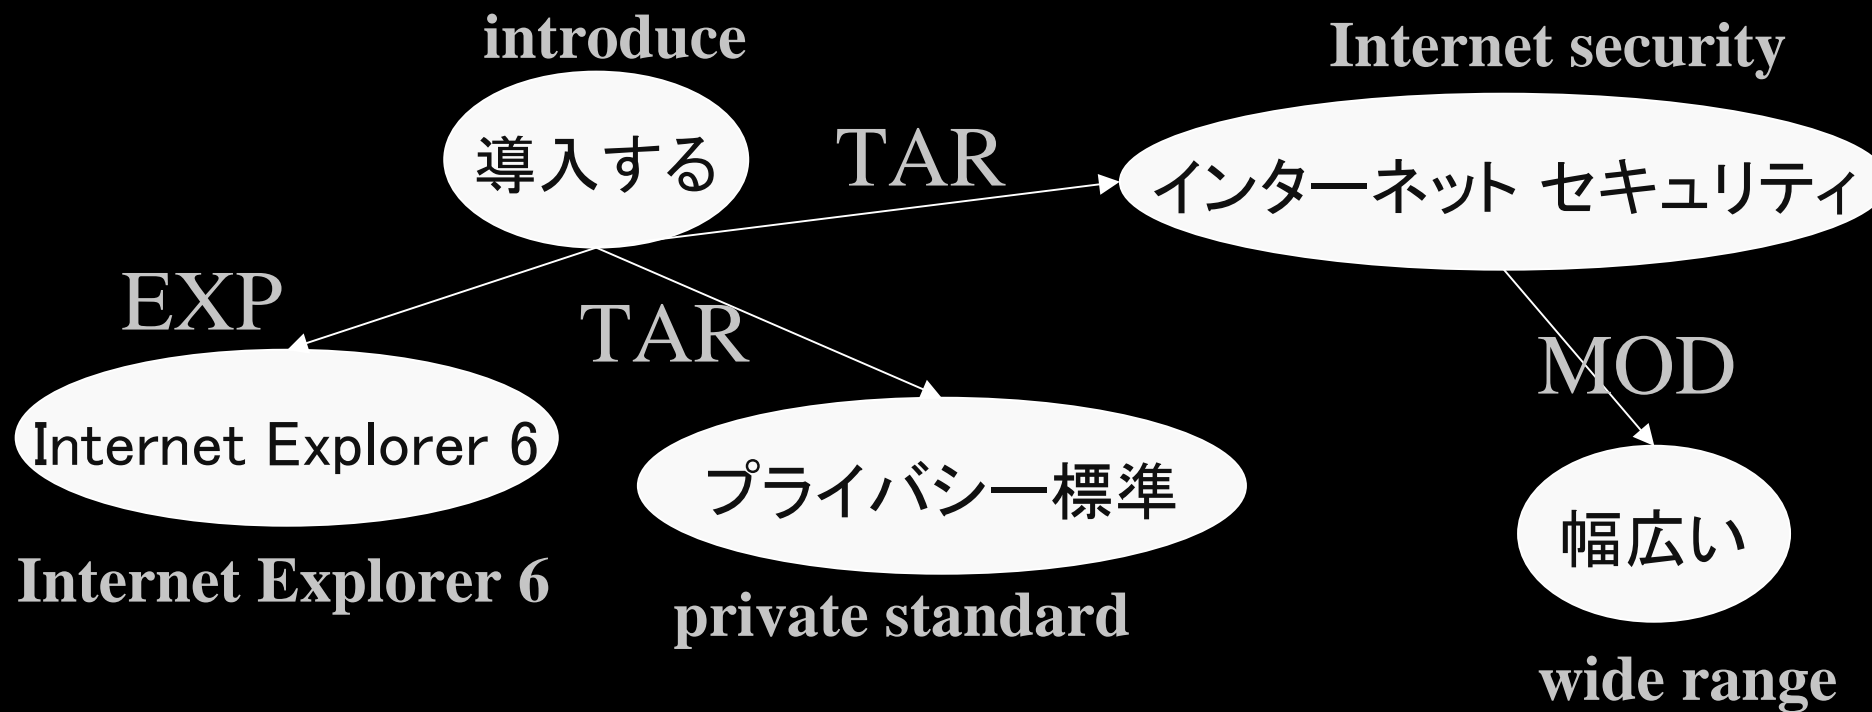 introduce
Internet security
導入する
TAR
インターネット セキュリティ
EXP
TAR
MOD
Internet Explorer 6
プライバシー標準
幅広い
Internet Explorer 6
private standard
wide range